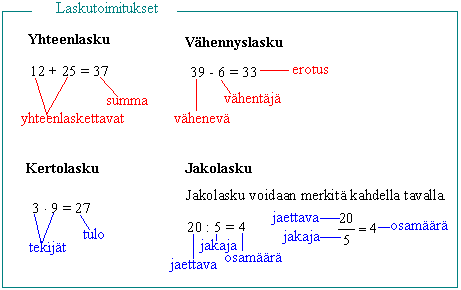 Laskutoimitukset
Yhteenlasku
12 + 25 = 37
summa
yhteenlaskettavat
Vähennyslasku
39 - 6 = 33
erotus
vähentäjä
vähenevä
Kertolasku
3 · 9 = 27
tulo
tekijät
Jakolasku
Jakolasku voidaan merkitä kahdella tavalla
20 : 5 = 4
jakaja
osamäärä
jaettava
jaettava 20
jakaja 5 = 4 osamäärä